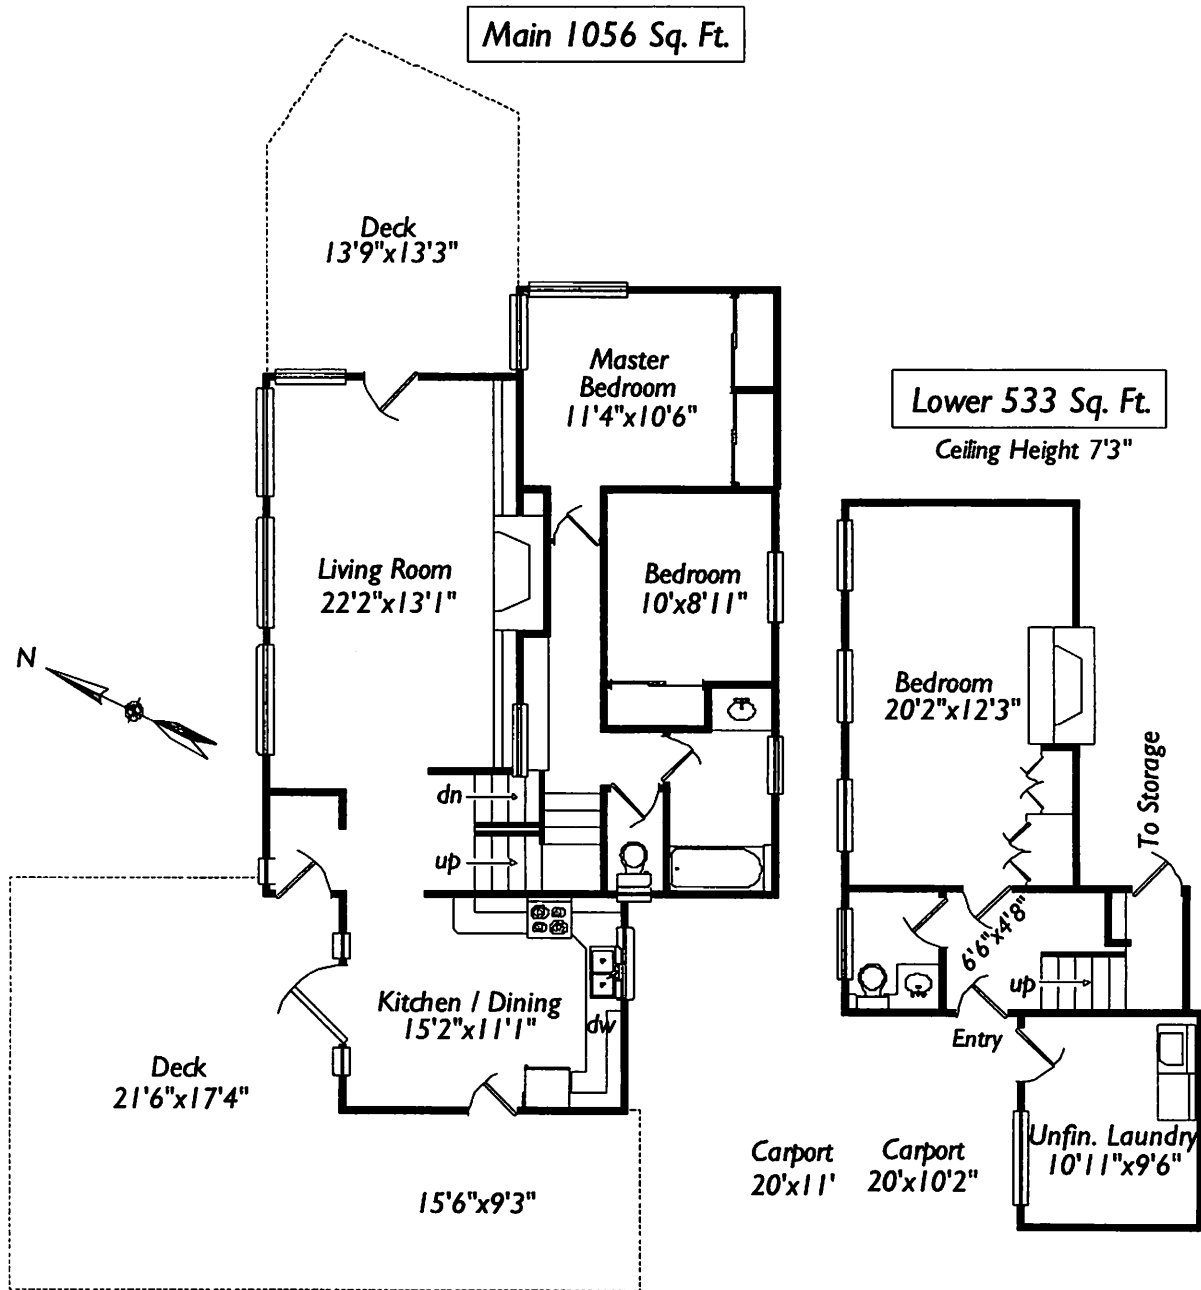 Main 1056 Sq. Ft.
Deck
13'9"x13'3"
Master
Bedroom
11'4"x10'6"
Lower 533 Sq. Ft.
Ceiling Height 7'3"
Living Room
22'2"x13'1"
Bedroom
10'x8'11"
N
Bedroom
20'2"x12'3"
To Storage
dn
up
6'6"x4'8"
up
Kitchen / Dining
15'2"x11'1"
dw
Entry
Deck
21'6"x17'4"
Carport
20'x11'
Carport
20'x10'2"
Unfin. Laundry
10'11"x9'6"
15'6"x9'3"